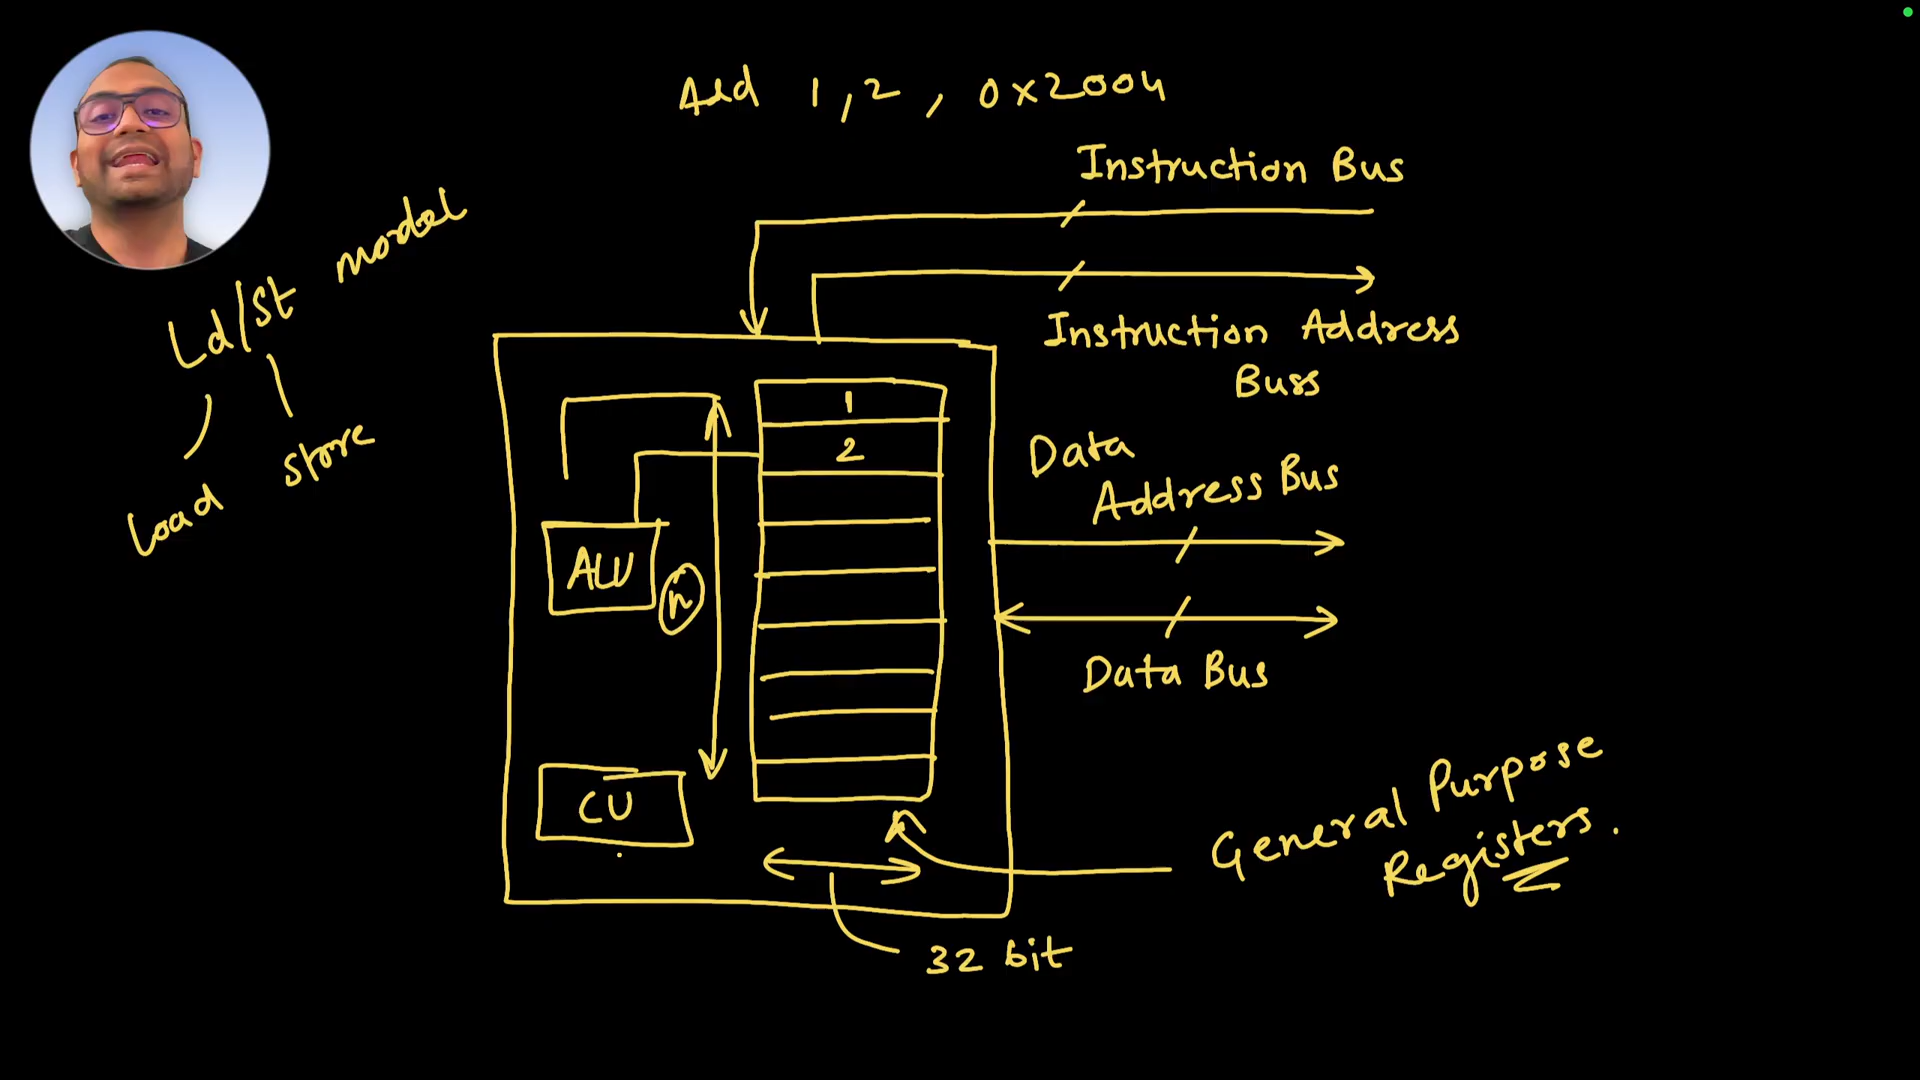 Add 1, 2, 0x2004
Instruction Bus
Instruction Address
Buss
Ld/St model
Load
store
1
2
Data
Address Bus
ALU
n
Data Bus
CU
General Purpose
Registers.
32 bit